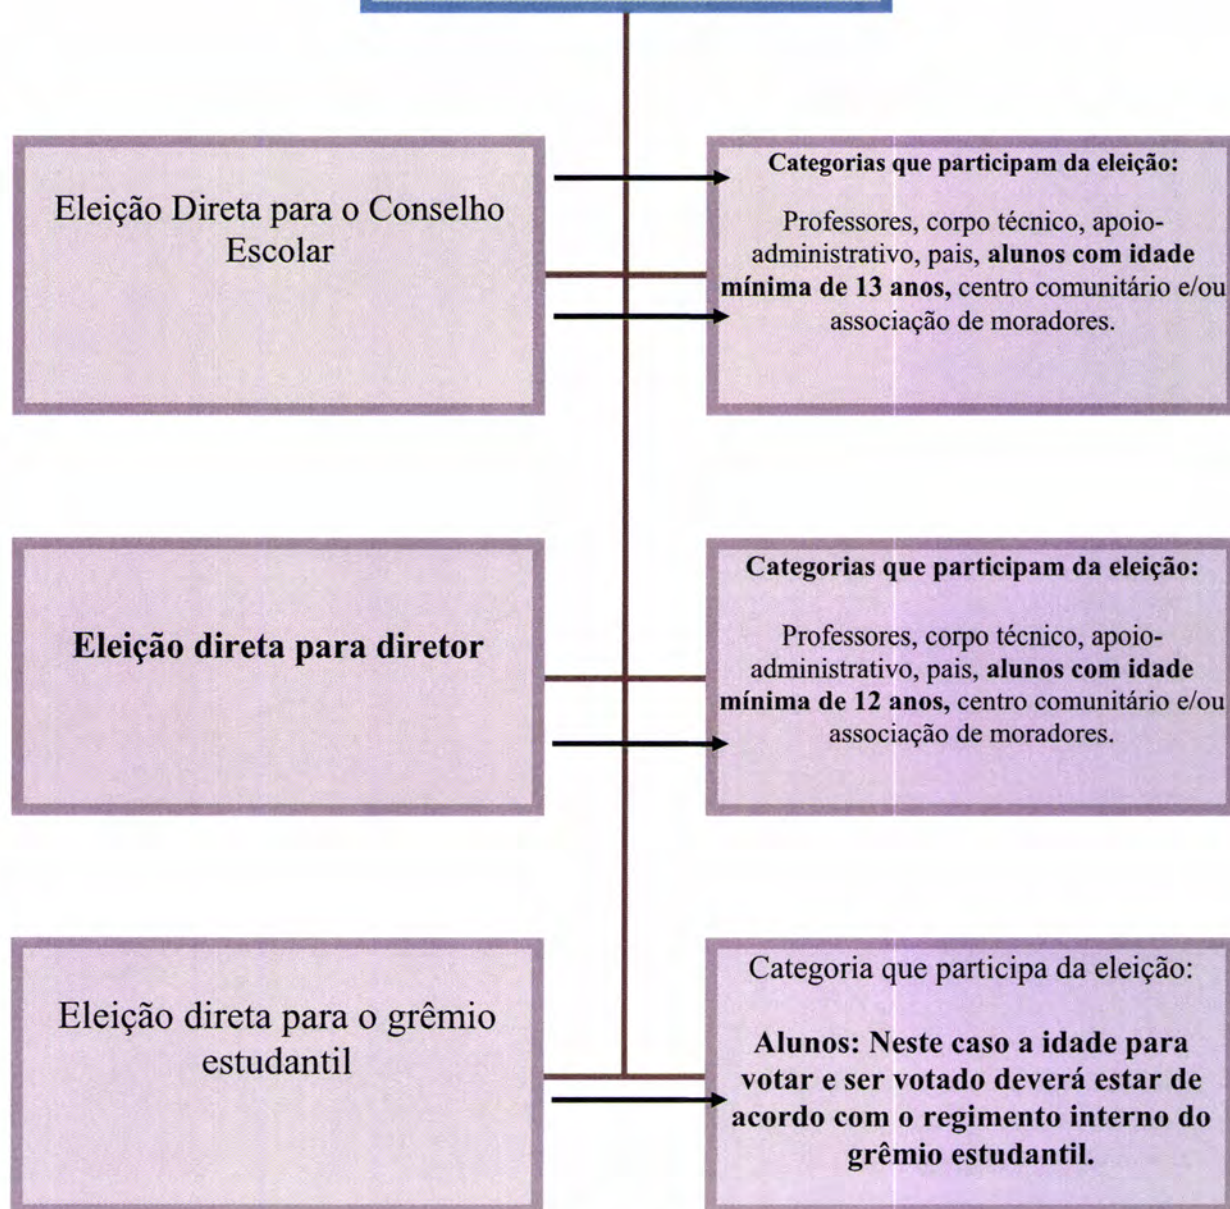 Eleição Direta para o Conselho
Escolar
Categorias que participam da eleição:
Professores, corpo técnico, apoio-
administrativo, pais, alunos com idade
mínima de 13 anos, centro comunitário e/ou
associação de moradores.
Eleição direta para diretor
Categorias que participam da eleição:
Professores, corpo técnico, apoio-
administrativo, pais, alunos com idade
mínima de 12 anos, centro comunitário e/ou
associação de moradores.
Eleição direta para o grêmio
estudantil
Categoria que participa da eleição:
Alunos: Neste caso a idade para
votar e ser votado deverá estar de
acordo com o regimento interno do
grêmio estudantil.